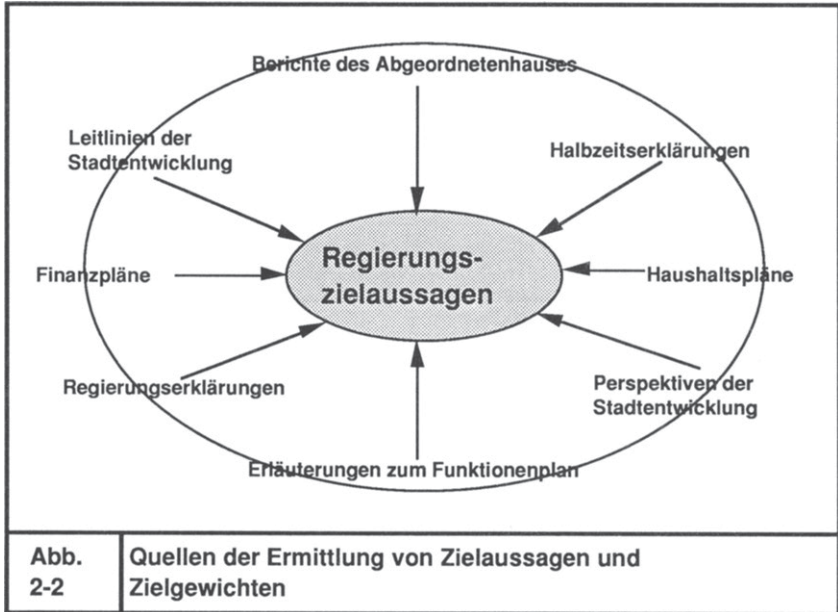 Berichte des Abgeordnetenhauses
Leitlinien der
Stadtentwicklung
Halbzeitserklärungen
Regierungs-
zielaussagen
Finanzpläne
Haushaltspläne
Regierungserklärungen
Perspektiven der
Stadtentwicklung
Erläuterungen zum Funktionenplan
Abb.
2-2
Quellen der Ermittlung von Zielaussagen und
Zielgewichten